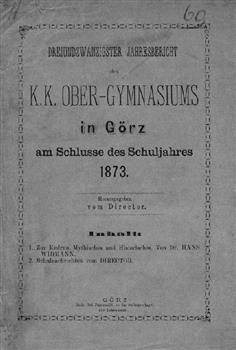 60
DREIUNDZWANZIGSTER JAHRESBERICHT
des
K. K. OBER-GYMNASIUMS
in Görz
am Schlusse des Schuljahres
1873.
Herausgegeben
vom Director.
Inhalt:
1. Zur Kudrun. Mythisches und Historisches. Von Dr. HANS
WIDMANN.
2. Schulnachrichten vom DIRECTOR.
GÖRZ